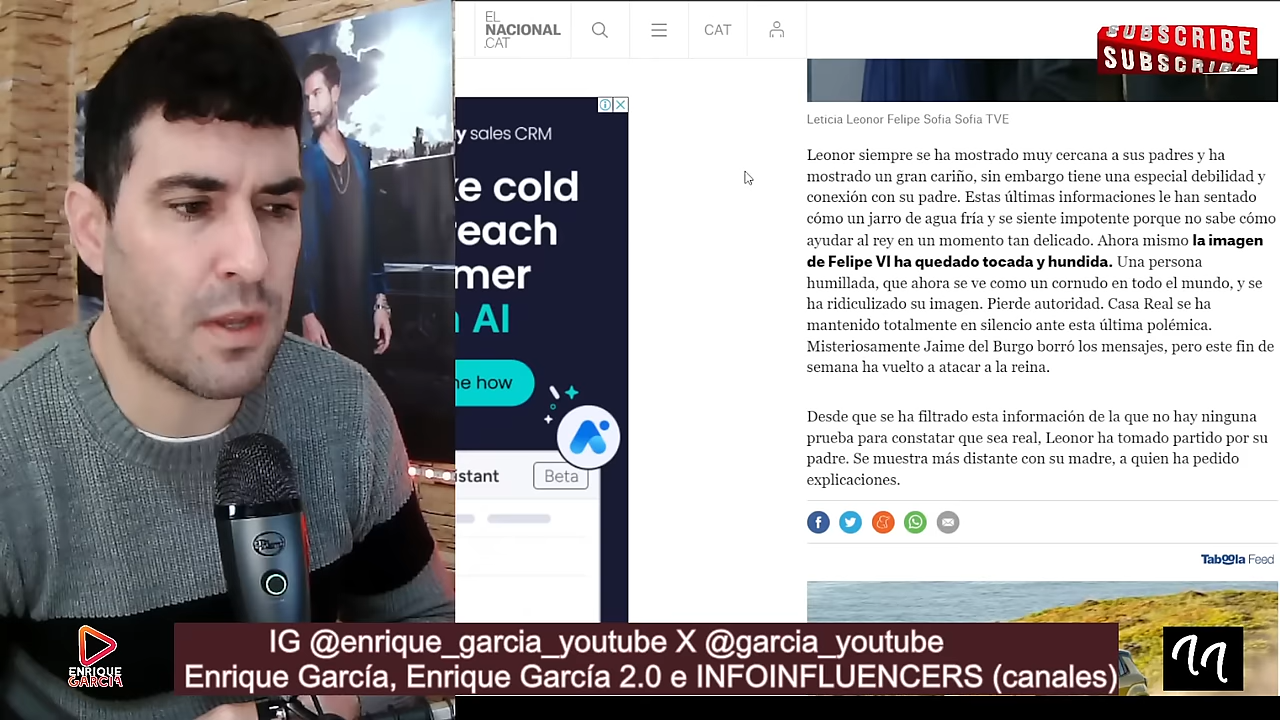 EL
NACIONAL
.CAT
CAT
SUBSCRIBE
SUBSCRIBE
sales CRM
cold
AI
how
Beta
Leticia Leonor Felipe Sofia Sofia TVE
Leonor siempre se ha mostrado muy cercana a sus padres y ha
mostrado un gran cariño, sin embargo tiene una especial debilidad y
conexión con su padre. Estas últimas informaciones le han sentado
cómo un jarro de agua fría y se siente impotente porque no sabe cómo
ayudar al rey en un momento tan delicado. Ahora mismo la imagen
de Felipe VI ha quedado tocada y hundida. Una persona
humillada, que ahora se ve como un cornudo en todo el mundo, y se
ha ridiculizado su imagen. Pierde autoridad. Casa Real se ha
mantenido totalmente en silencio ante esta última polémica.
Misteriosamente Jaime del Burgo borró los mensajes, pero este fin de
semana ha vuelto a atacar a la reina.
Desde que se ha filtrado esta información de la que no hay ninguna
prueba para constatar que sea real, Leonor ha tomado partido por su
padre. Se muestra más distante con su madre, a quien ha pedido
explicaciones.
Taboola Feed
IG @enrique_garcia_youtube X @garcia_youtube
Enrique García, Enrique García 2.0 e INFOINFLUENCERS (canales)
ENRIQUE
GARCÍA